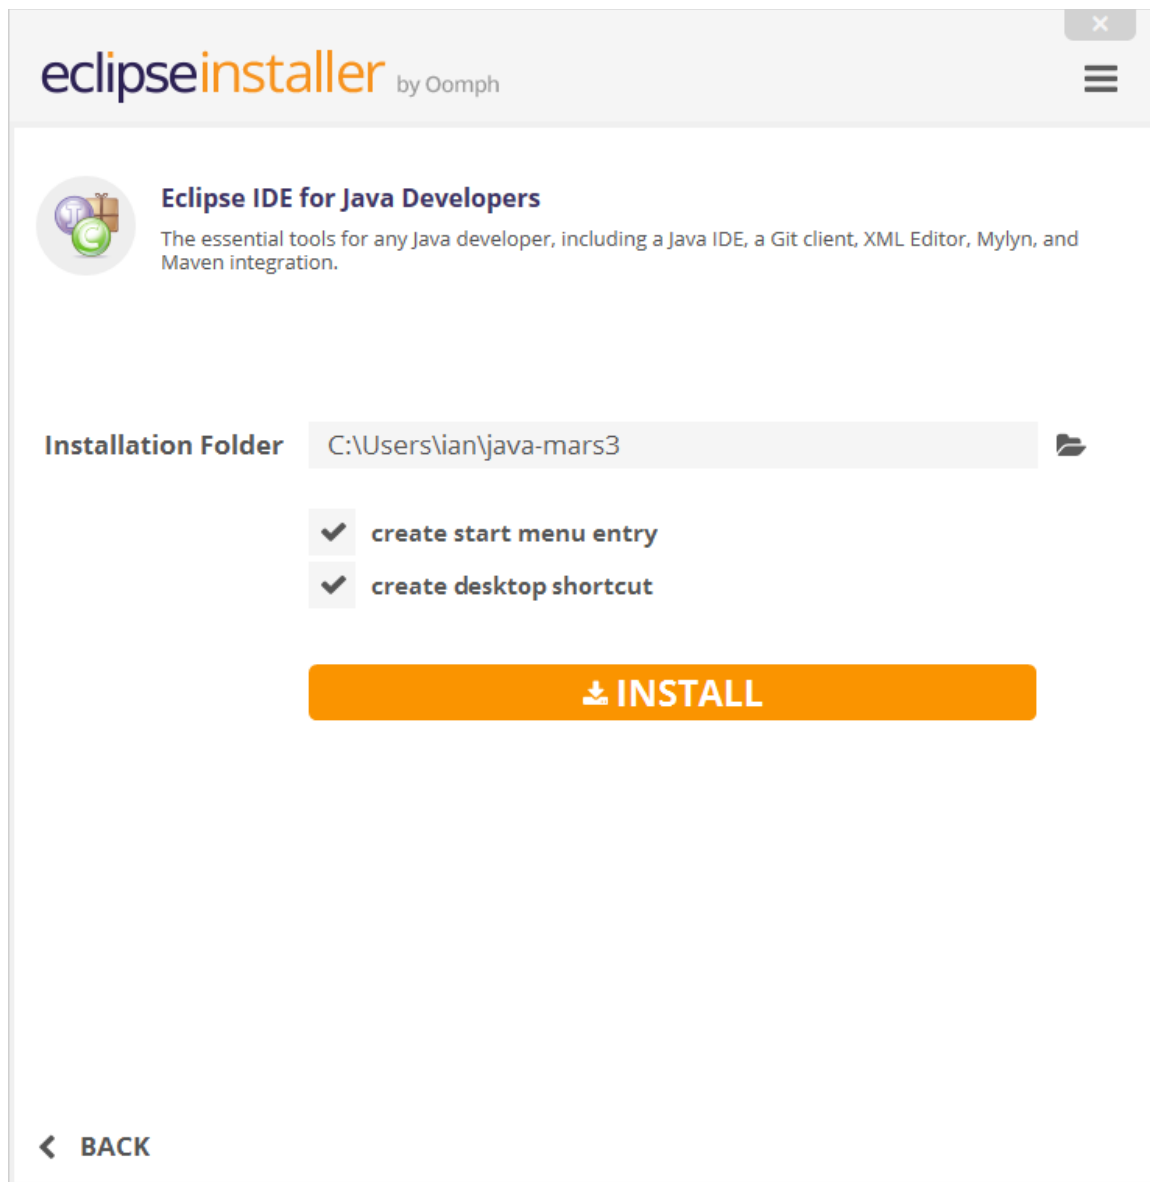 eclipseinstaller by Oomph
Eclipse IDE for Java Developers
The essential tools for any Java developer, including a Java IDE, a Git client, XML Editor, Mylyn, and
Maven integration.
Installation Folder C:\Users\ian\java-mars3
create start menu entry
create desktop shortcut
INSTALL
BACK